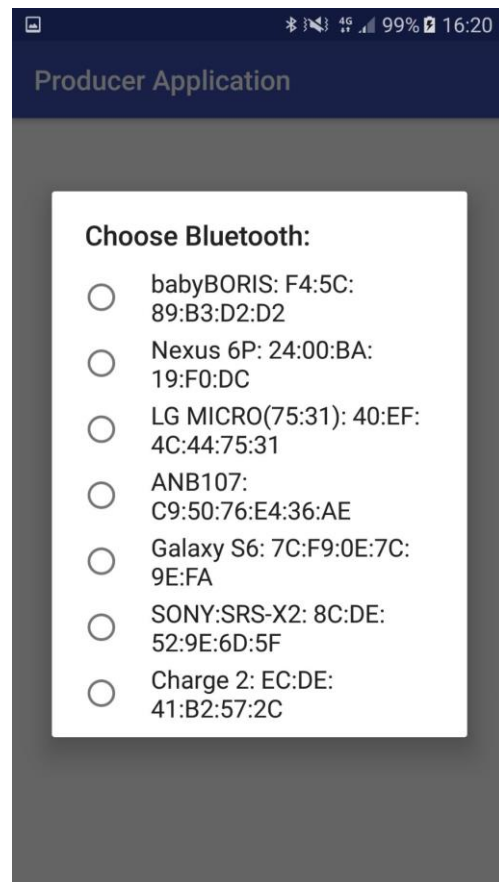 4G 99% 16:20
Producer Application
Choose Bluetooth:
babyBORIS: F4:5C:
89:B3:D2:D2
Nexus 6P: 24:00:BA:
19:F0:DC
LG MICRO(75:31): 40:EF:
4C:44:75:31
ANB107:
C9:50:76:E4:36:AE
Galaxy S6: 7C:F9:0E:7C:
9E:FA
SONY:SRS-X2: 8C:DE:
52:9E:6D:5F
Charge 2: EC:DE:
41:B2:57:2C